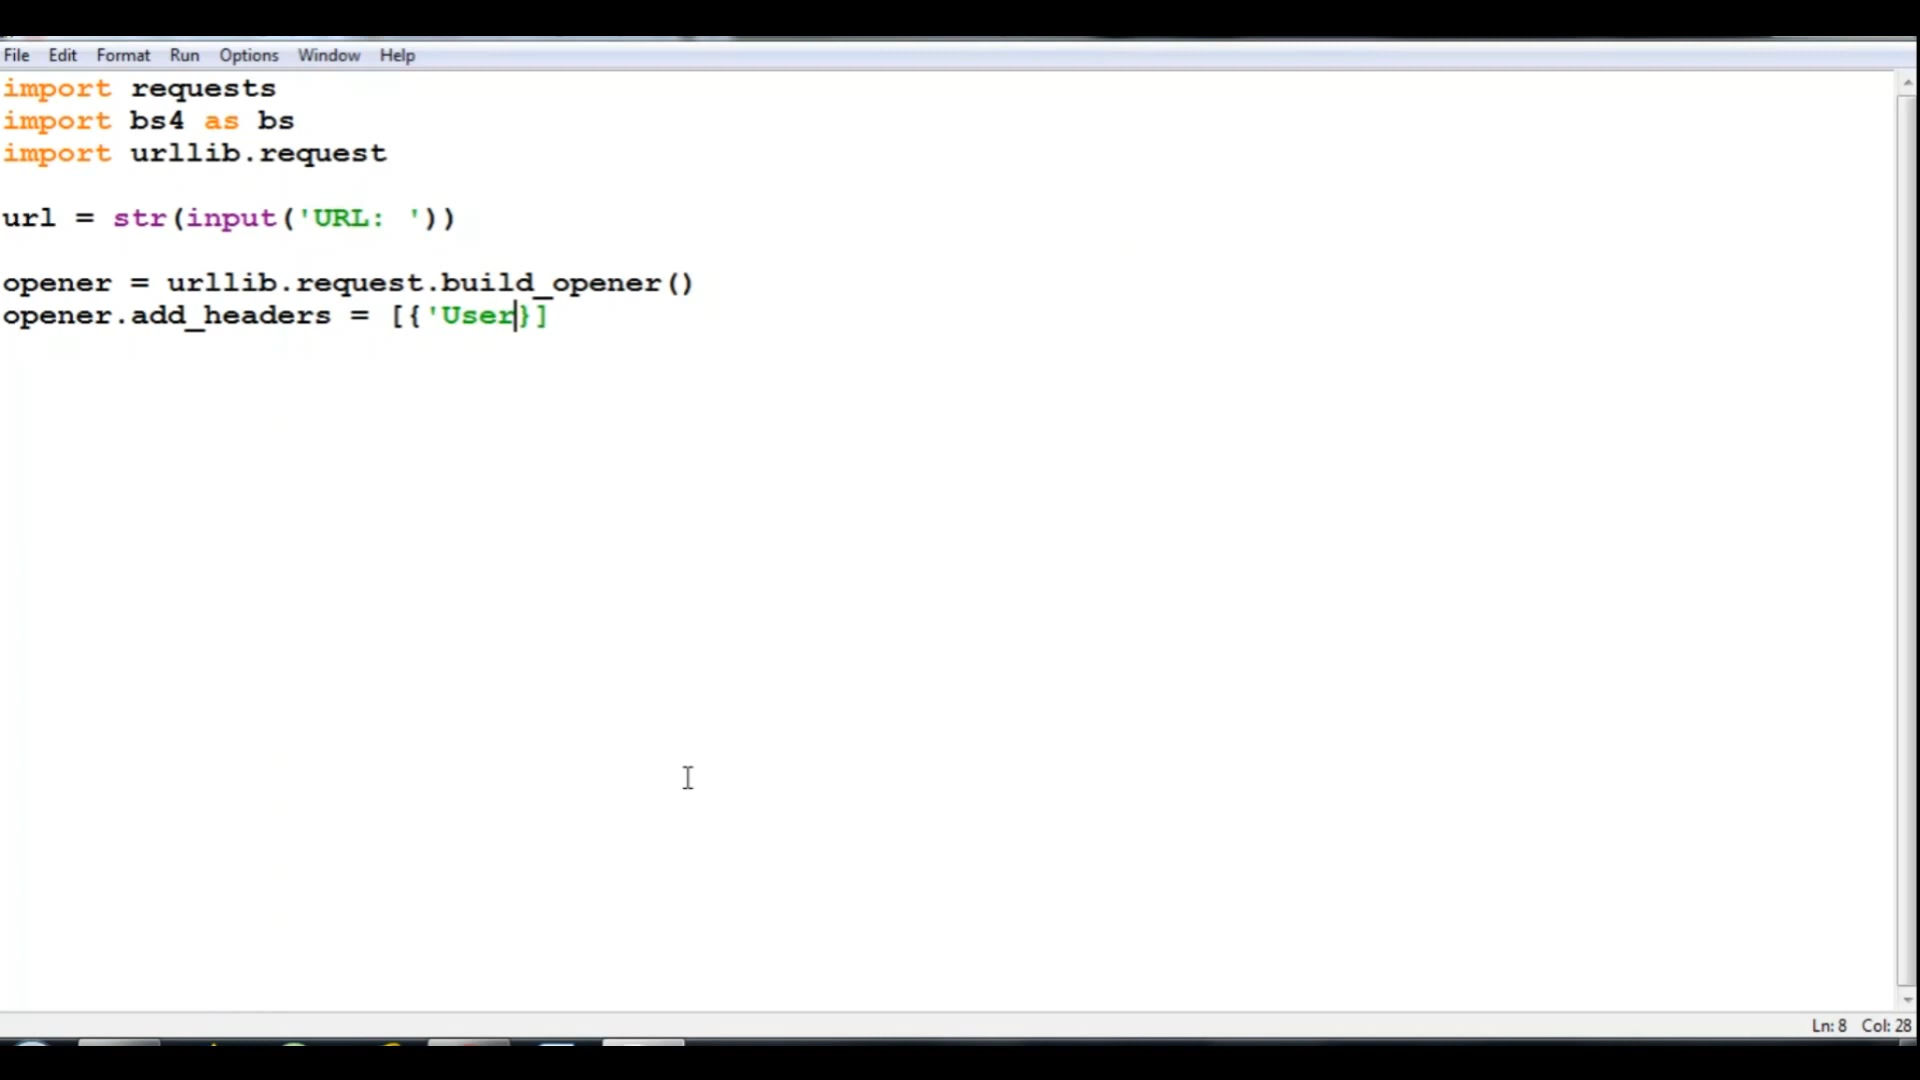 File Edit Format Run Options Window Help
import requests
import bs4 as bs
import urllib.request
url = str(input('URL: '))
opener = urllib.request.build_opener()
opener.add_headers = [{'User}]
Ln: 8 Col: 28